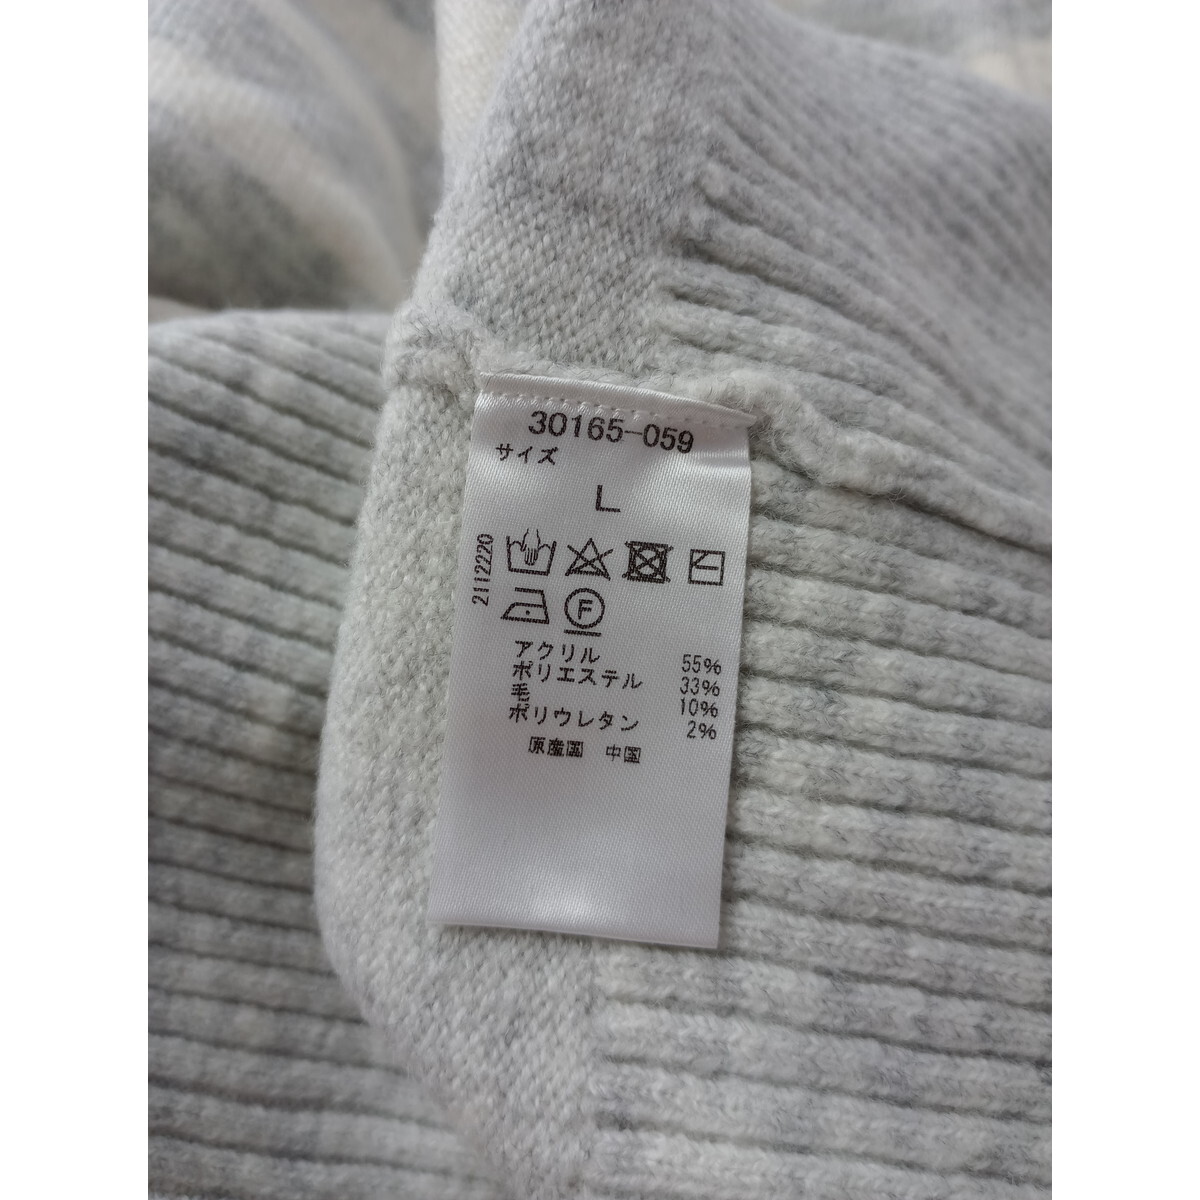 30165-059
サイズ
L
2112220
F
アクリル 55%
ポリエステル 33%
毛 10%
ポリウレタン 2%
原産国 中国